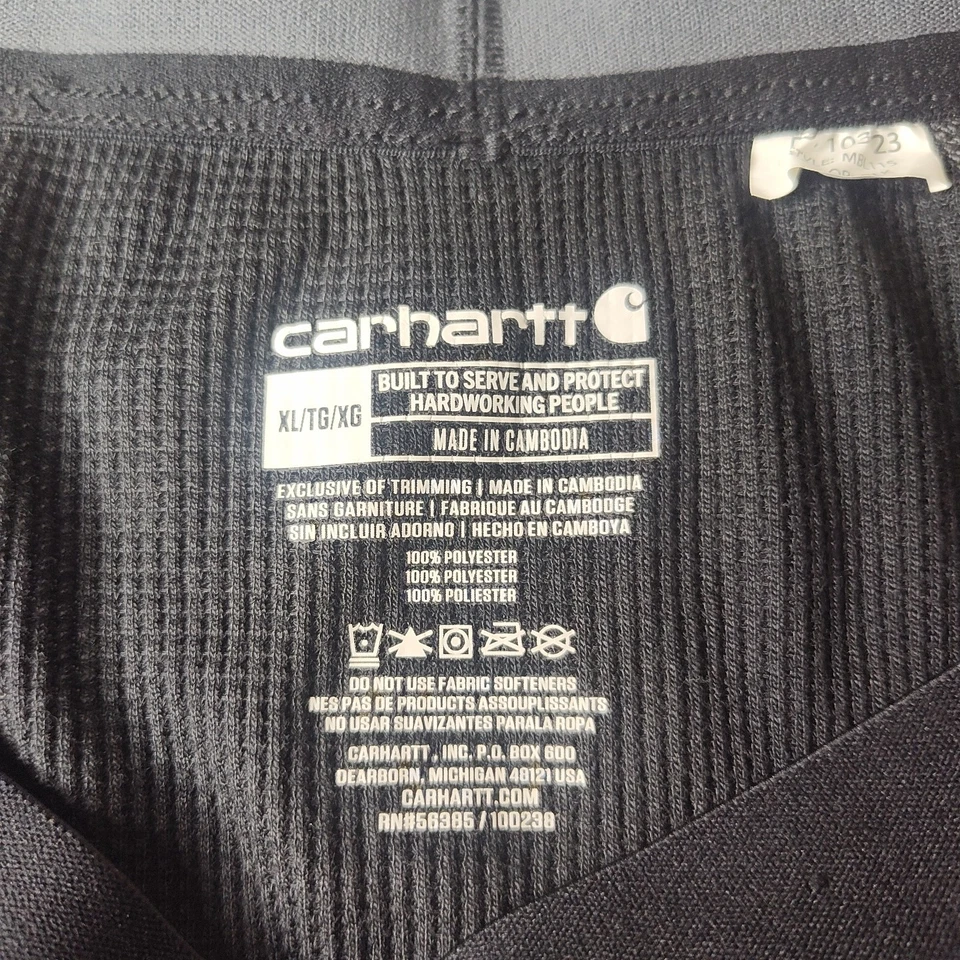 10 23
carhartt
XL/TG/XG
BUILT TO SERVE AND PROTECT
HARDWORKING PEOPLE
MADE IN CAMBODIA
EXCLUSIVE OF TRIMMING | MADE IN CAMBODIA
SANS GARNITURE | FABRIQUE AU CAMBODGE
SIN INCLUIR ADORNO | HECHO EN CAMBOYA
100% POLYESTER
100% POLYESTER
100% POLIESTER
DO NOT USE FABRIC SOFTENERS
NES PAS DE PRODUCTS ASSOUPLISSANTS
NO USAR SUAVIZANTES PARALA ROPA
CARHARTT, INC. P.O. BOX 600
DEARBORN, MICHIGAN 48121 USA
CARHARTT.COM
RN#56385 / 100238